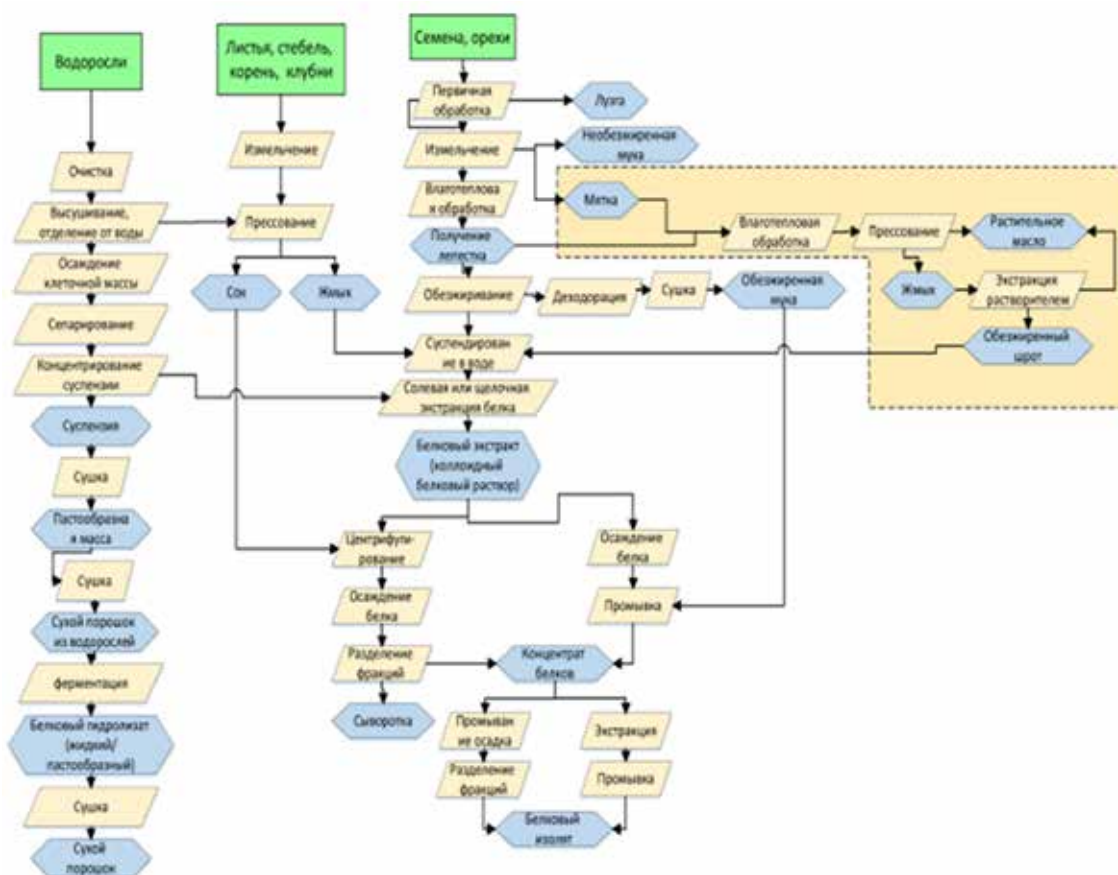 Водоросли
Листья, стебель,
корень, клубни
Семена, орехи
Первичная
обработка
Лузга
Необезжиренная
мука
Измельчение
Измельчение
Очистка
Влаготеплова
я обработка
Мятка
Высушивание,
отделение от воды
Прессование
Получение
лепестка
Влаготепловая
обработка
Прессование
Растительное
масло
Осаждение
клеточной массы
Сок
Жмых
Обезжиривание
Дезодорация
Сушка
Обезжиренная
мука
Жмых
Экстракция
растворителем
Сепарирование
Суспендирован
ие в воде
Обезжиренный
шрот
Концентрирование
суспензии
Солевая или щелочная
экстракция белка
Суспензия
Белковый экстракт
(коллоидный
белковый раствор)
Сушка
Пастообразна
я масса
Центрифуги-
рование
Осаждение
белка
Сушка
Осаждение
белка
Промывка
Сухой порошок
из водорослей
Разделение
фракций
Концентрат
белков
ферментация
Сыворотка
Промыван
ие осадка
Экстракция
Белковый гидролизат
(жидкий/
пастообразный)
Разделение
фракций
Промывка
Сушка
Белковый
изолят
Сухой
порошок